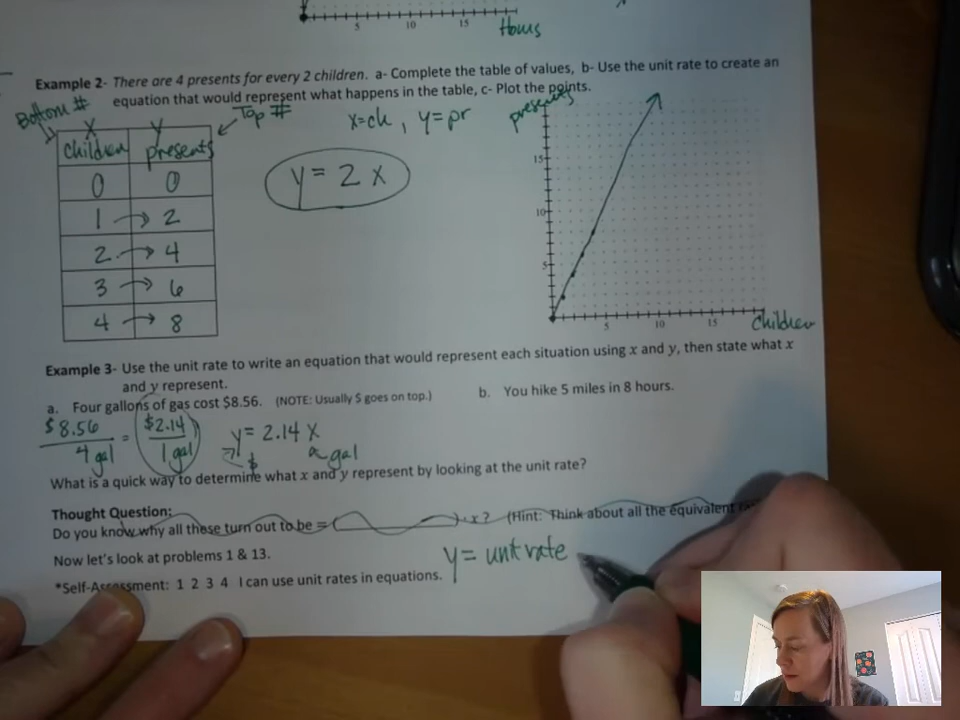 5 10 15 Hours
Example 2- There are 4 presents for every 2 children. a- Complete the table of values, b- Use the unit rate to create an
equation that would represent what happens in the table, c- Plot the points.
Bottom # Top #
x y
children presents
0 0
1 → 2
2 → 4
3 → 6
4 → 8
x=ch, y=pr
y = 2x
presents
15
10
5
5 10 15 children
Example 3- Use the unit rate to write an equation that would represent each situation using x and y, then state what x
and y represent.
a. Four gallons of gas cost $8.56. (NOTE: Usually $ goes on top.)
b. You hike 5 miles in 8 hours.
$8.56 / 4 gal = $2.14 / 1 gal
y = 2.14 x
$ gal
What is a quick way to determine what x and y represent by looking at the unit rate?
Thought Question:
Do you know why all these turn out to be = ( ) · x? (Hint: Think about all the equivalent
Now let's look at problems 1 & 13.
y = unit rate
*Self-Assessment: 1 2 3 4 I can use unit rates in equations.